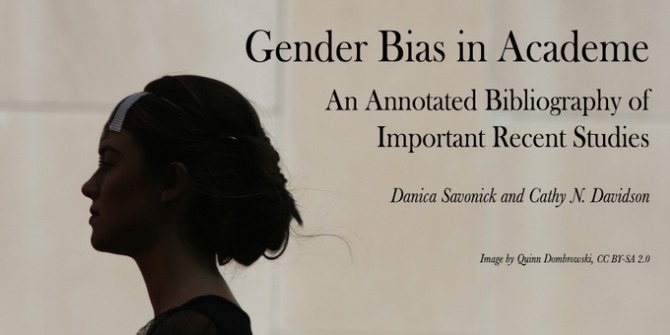 Gender Bias in Academe
An Annotated Bibliography of
Important Recent Studies
Danica Savonick and Cathy N. Davidson
Image by Quinn Dombrowski, CC BY-SA 2.0